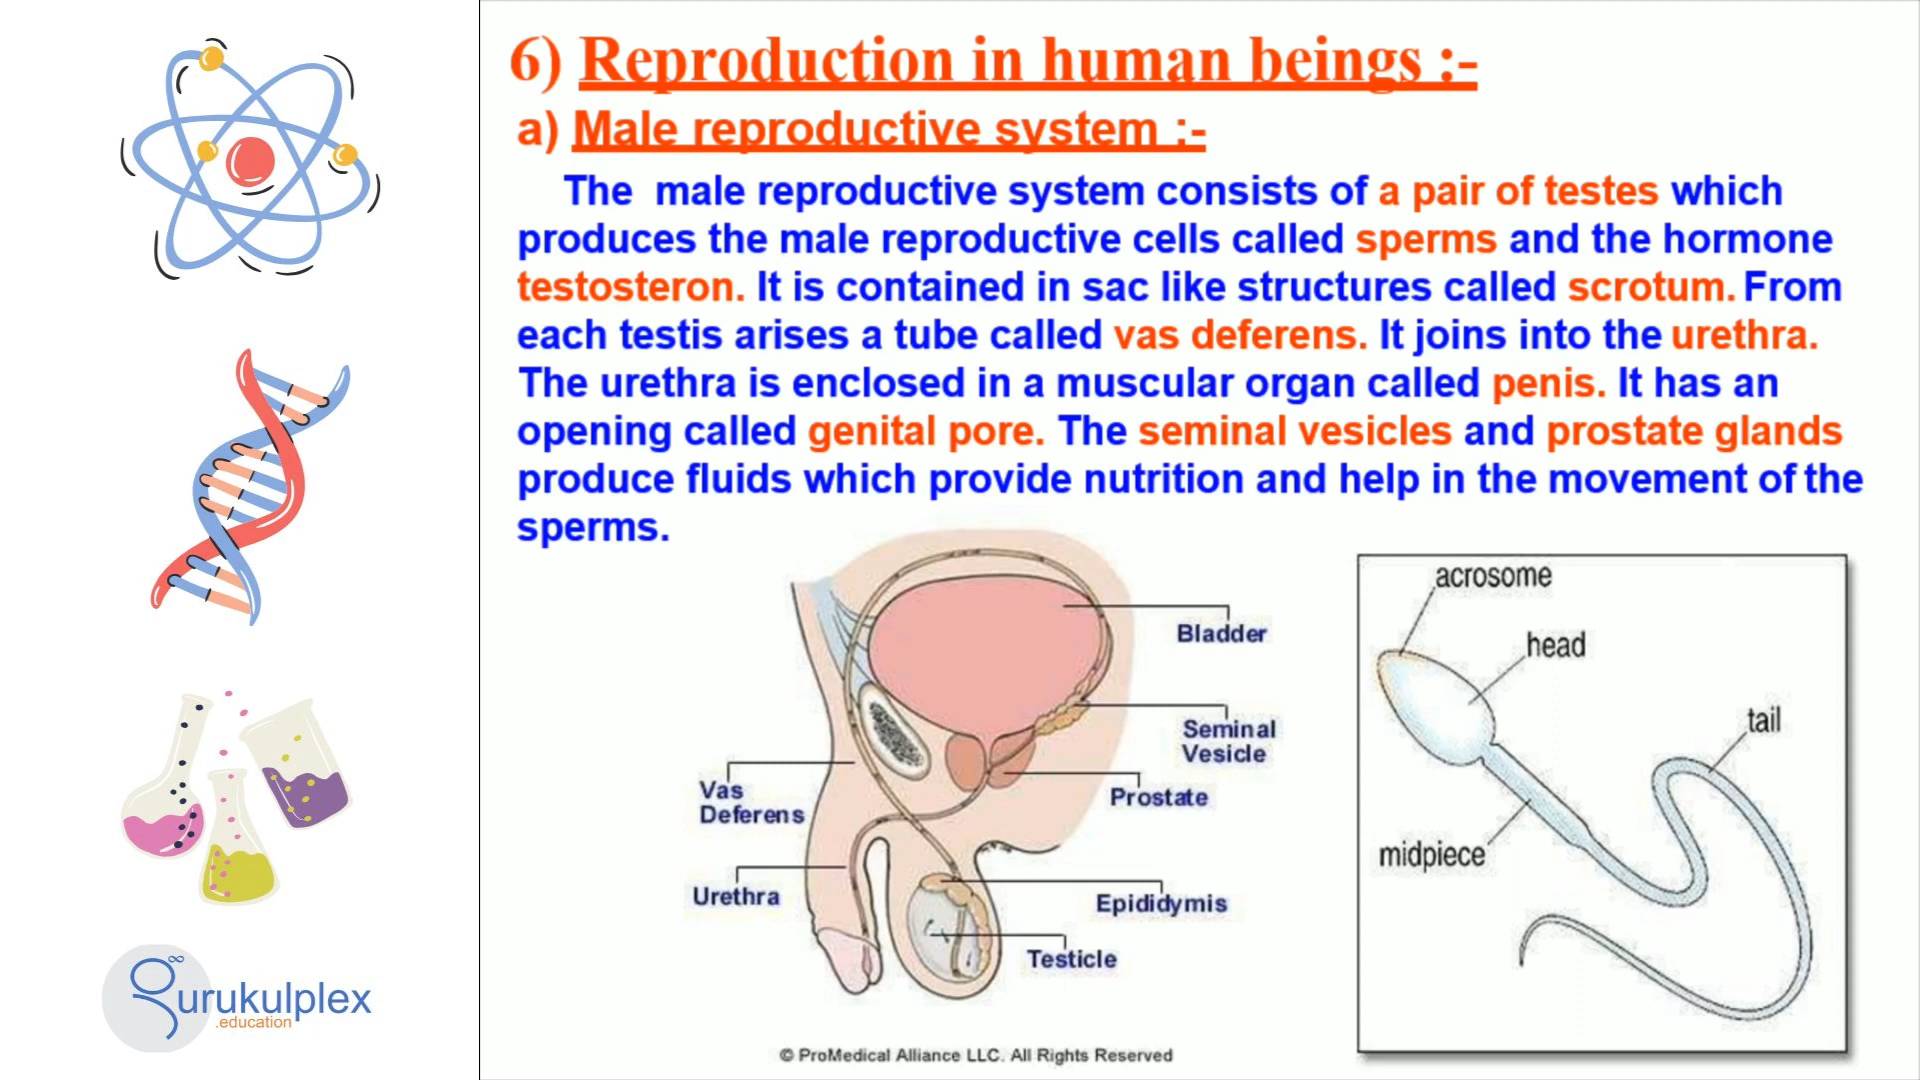 6) Reproduction in human beings :-
a) Male reproductive system :-
The male reproductive system consists of a pair of testes which
produces the male reproductive cells called sperms and the hormone
testosteron. It is contained in sac like structures called scrotum. From
each testis arises a tube called vas deferens. It joins into the urethra.
The urethra is enclosed in a muscular organ called penis. It has an
opening called genital pore. The seminal vesicles and prostate glands
produce fluids which provide nutrition and help in the movement of the
sperms.
Bladder
Seminal
Vesicle
Prostate
Vas
Deferens
Urethra
Epididymis
Testicle
© ProMedical Alliance LLC. All Rights Reserved
acrosome
head
tail
midpiece
gurukulplex
.education